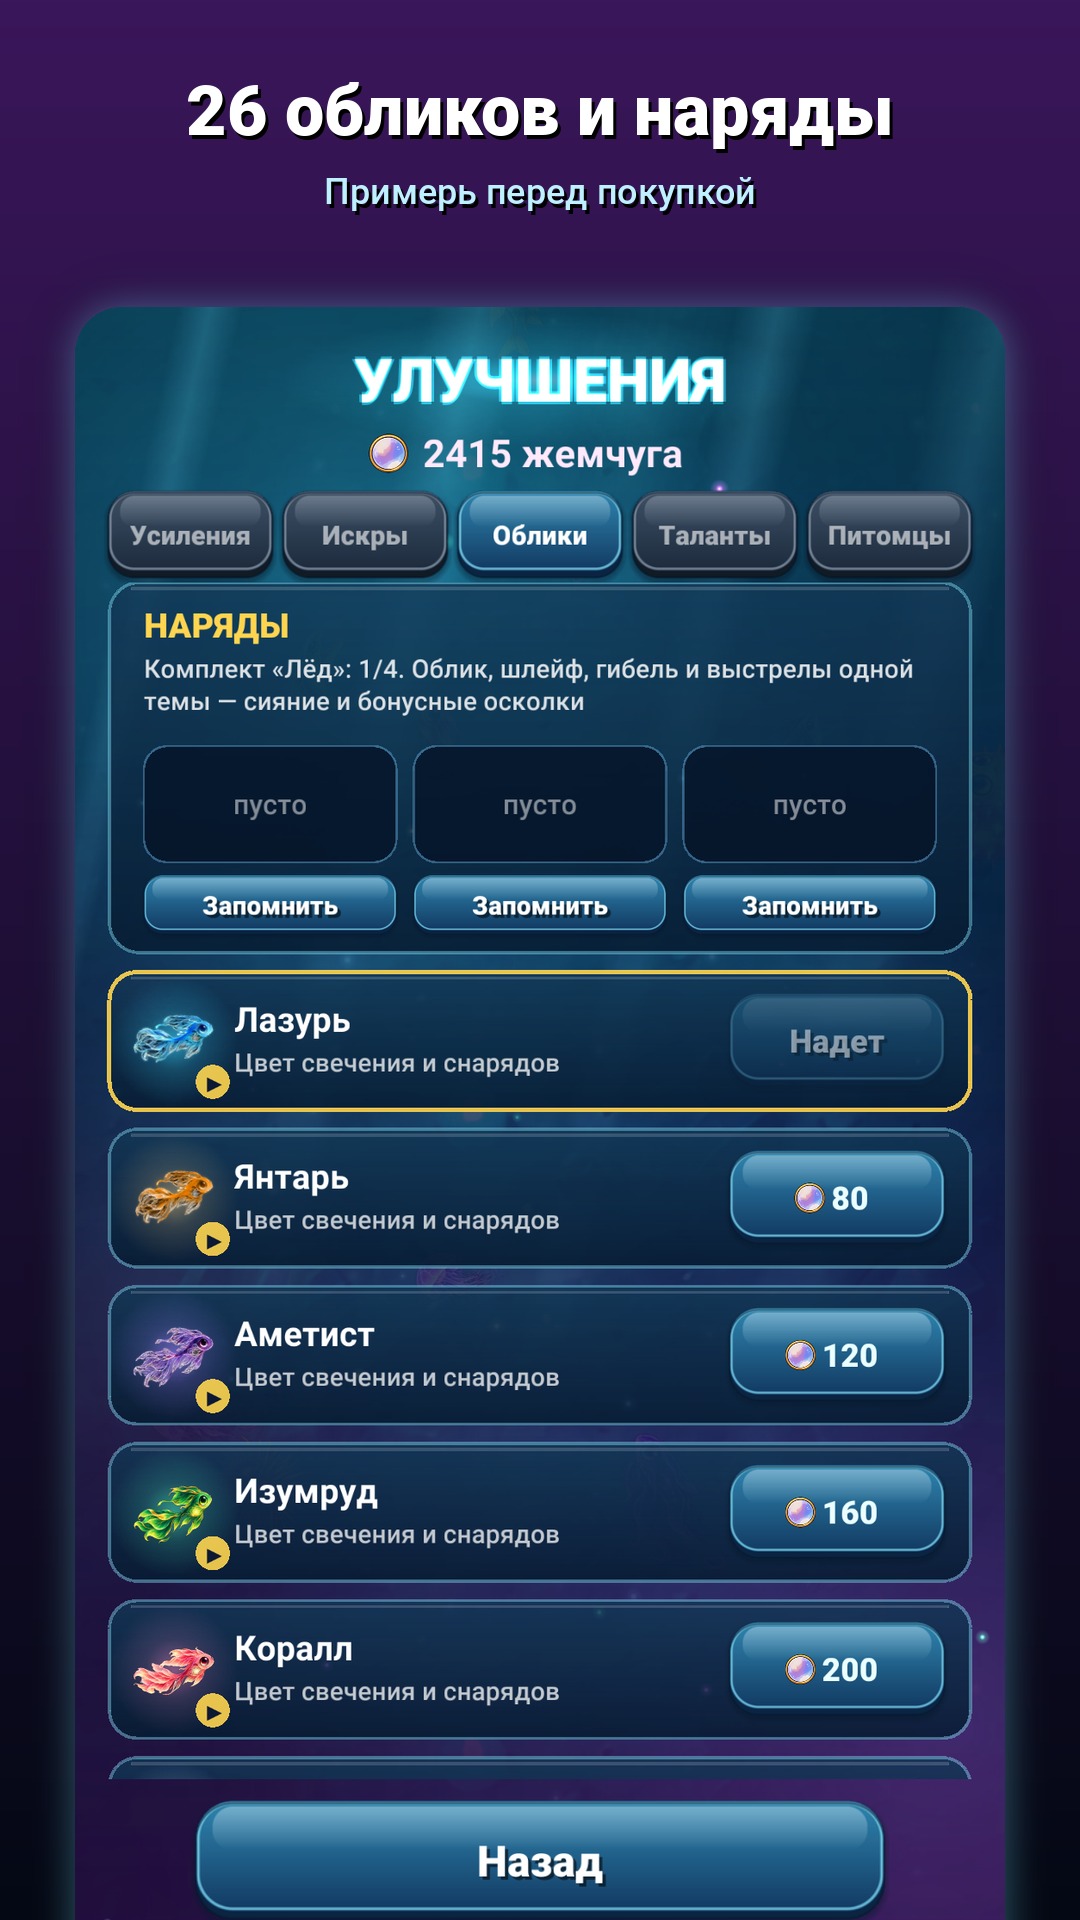 26 обликов и наряды
Примерь перед покупкой
УЛУЧШЕНИЯ
2415 жемчуга
Усиления
Искры
Облики
Таланты
Питомцы
НАРЯДЫ
Комплект «Лёд»: 1/4. Облик, шлейф, гибель и выстрелы одной
темы — сияние и бонусные осколки
пусто
пусто
пусто
Запомнить
Запомнить
Запомнить
Лазурь
Цвет свечения и снарядов
Надет
Янтарь
Цвет свечения и снарядов
80
Аметист
Цвет свечения и снарядов
120
Изумруд
Цвет свечения и снарядов
160
Коралл
Цвет свечения и снарядов
200
Назад